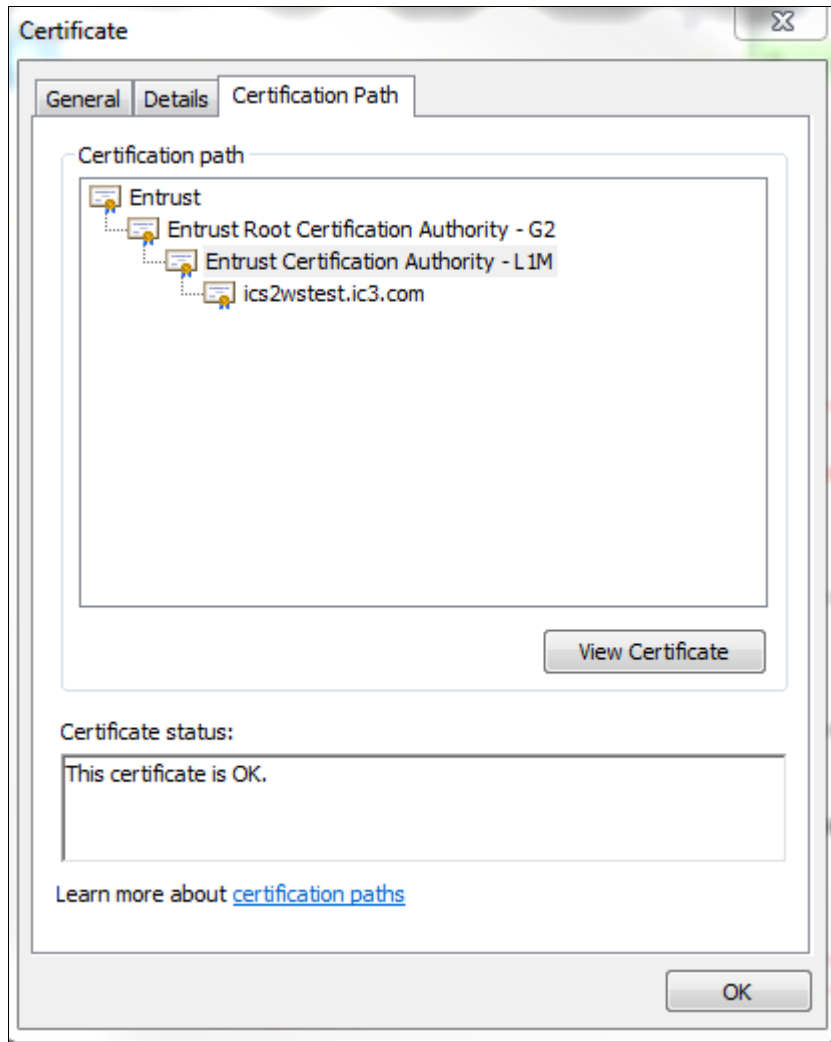 Certificate
General Details Certification Path
Certification path
Entrust
Entrust Root Certification Authority - G2
Entrust Certification Authority - L1M
ics2wstest.ic3.com
View Certificate
Certificate status:
This certificate is OK.
Learn more about certification paths
OK